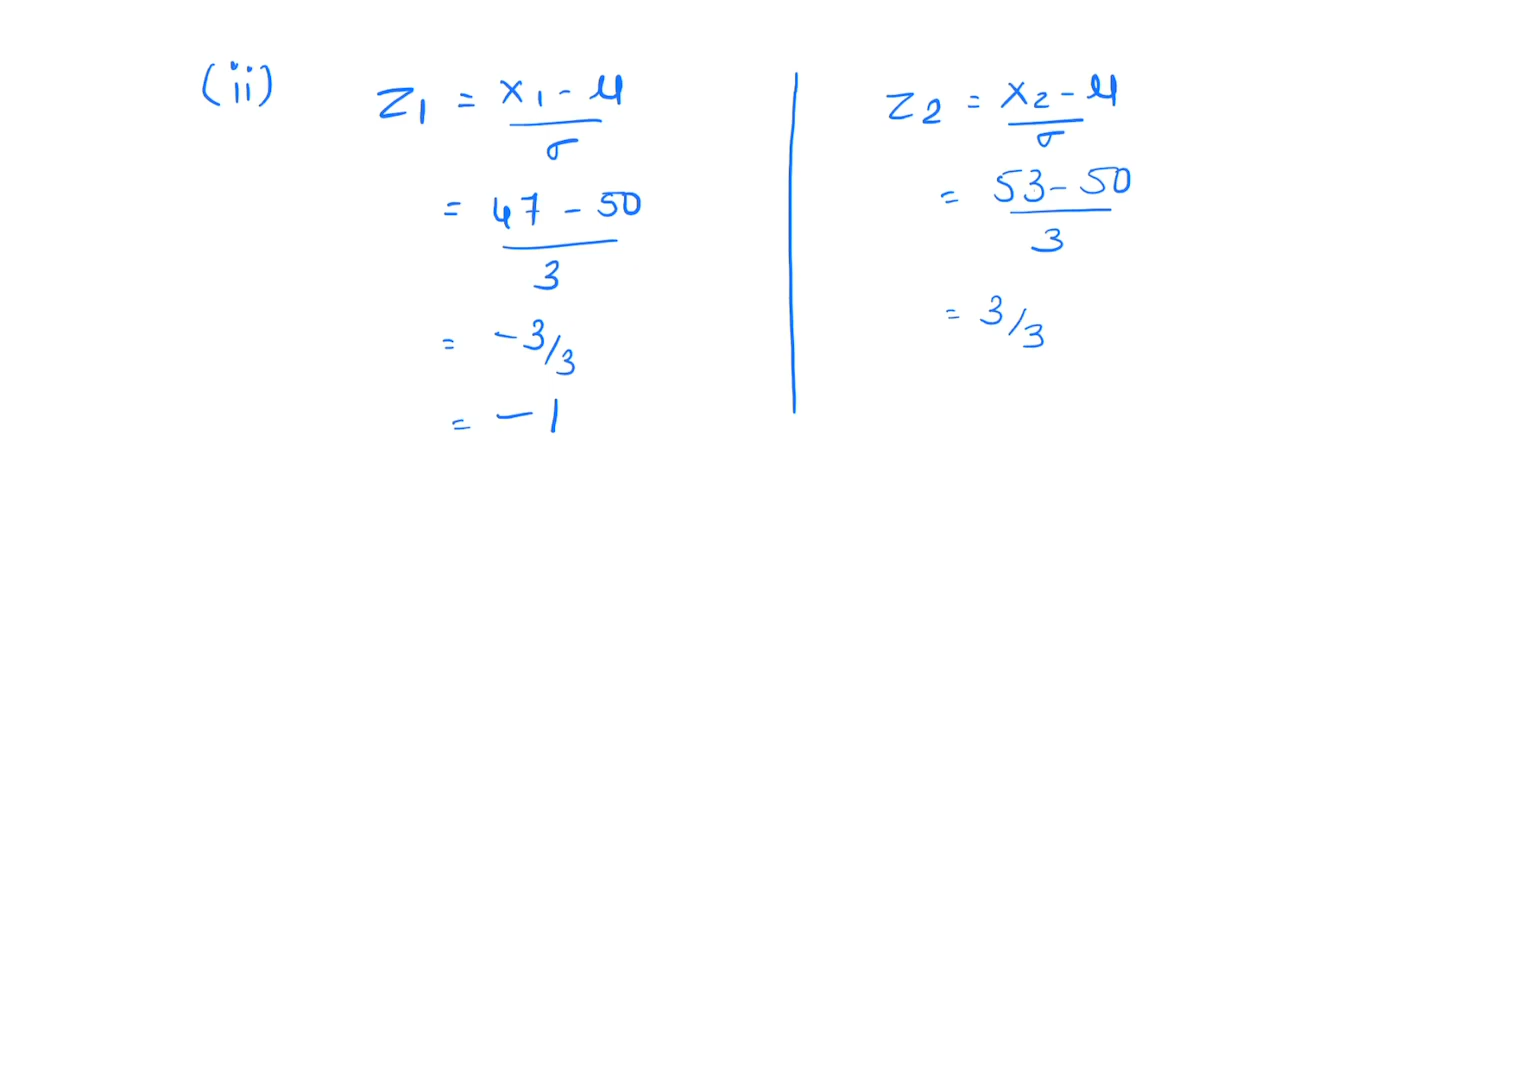 (ii)
z₁ = x₁ - μ
σ
= 47 - 50
3
= -3/3
= -1
z₂ = x₂ - μ
σ
= 53 - 50
3
= 3/3